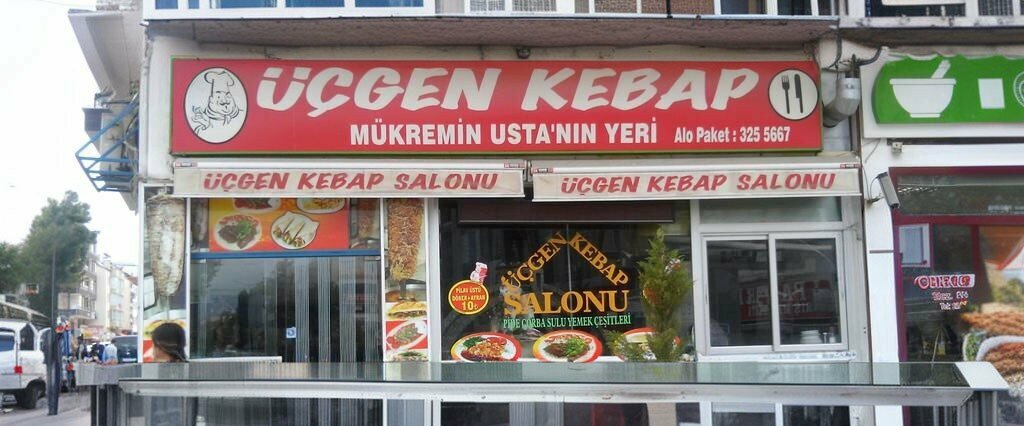 ÜÇGEN KEBAP
MÜKREMİN USTA'NIN YERİ
Alo Paket : 325 5667
ÜÇGEN KEBAP SALONU
ÜÇGEN KEBAP SALONU
ÜÇGEN KEBAP
SALONU
PİDE ÇORBA SULU YEMEK ÇEŞİTLERİ
PİLAV ÜSTÜ
DÖNER + AYRAN
10